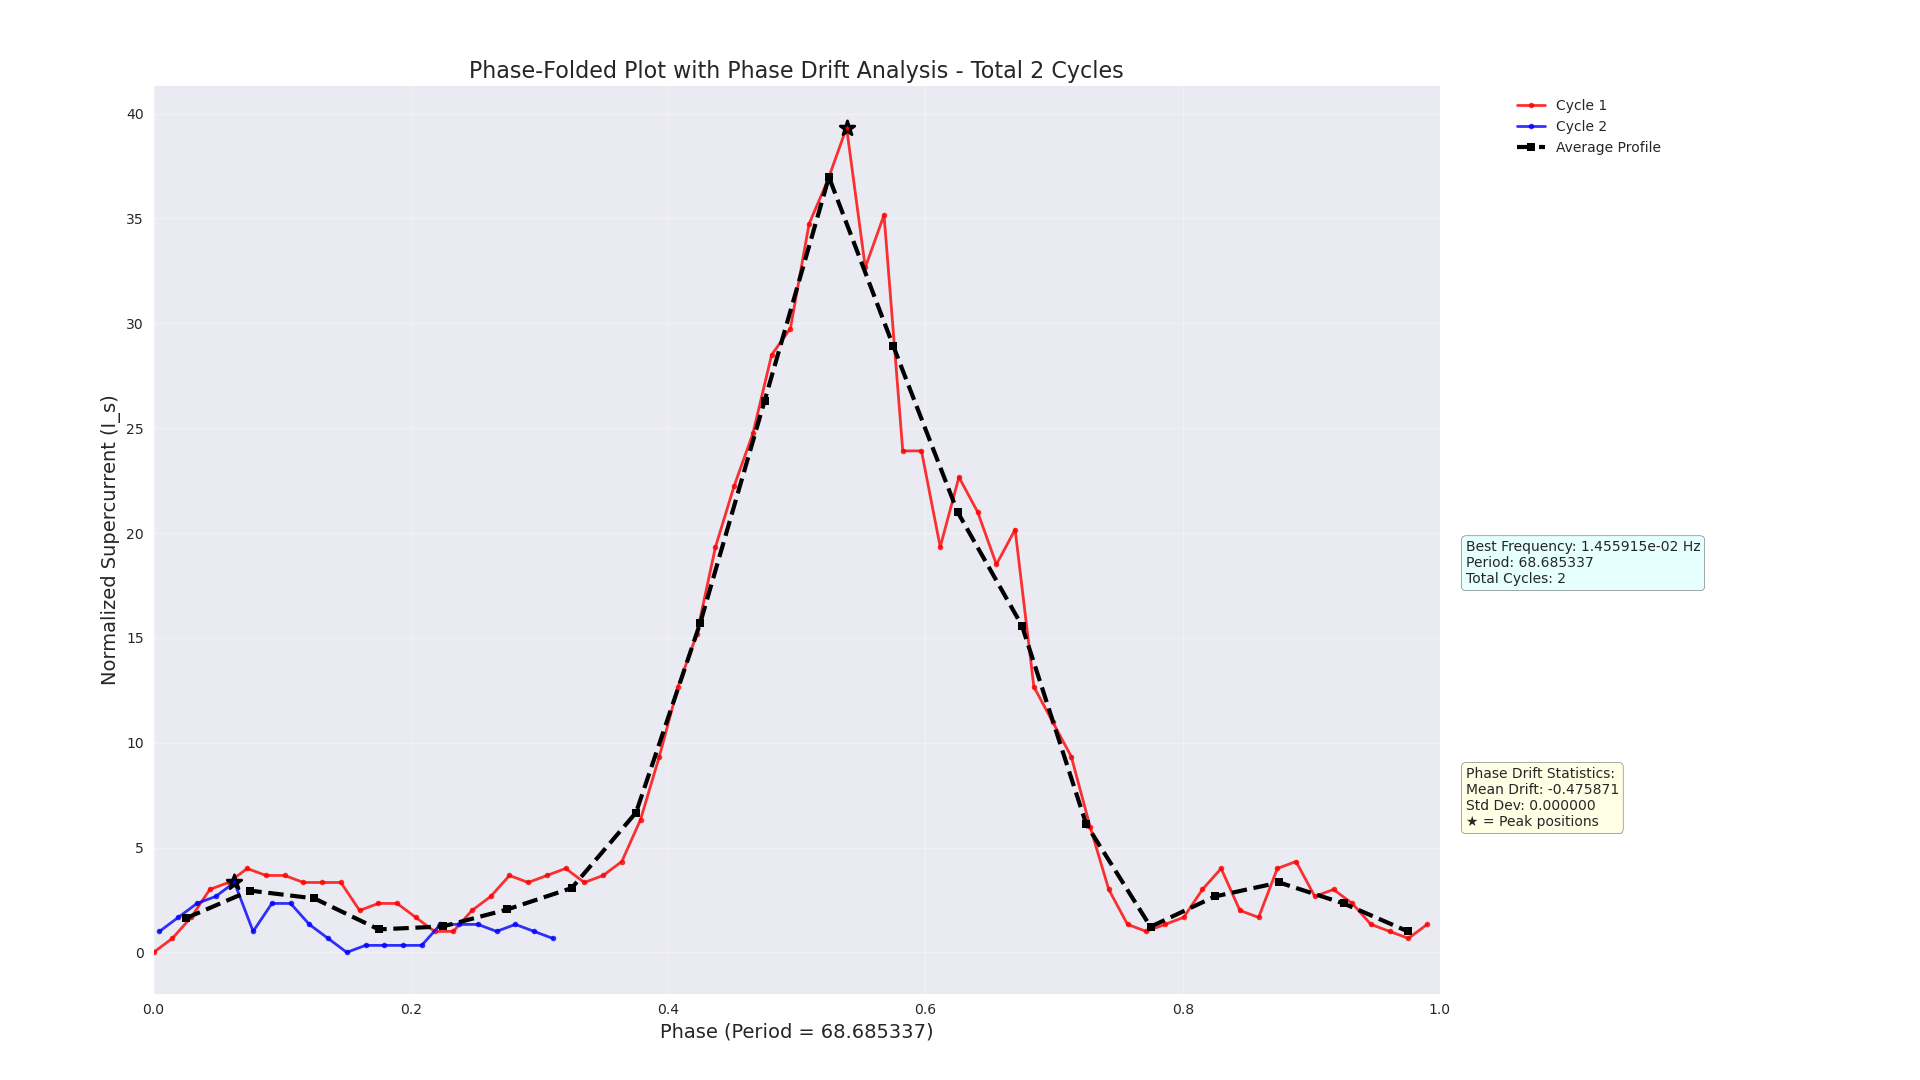 Phase-Folded Plot with Phase Drift Analysis - Total 2 Cycles
Cycle 1
Cycle 2
Average Profile
Normalized Supercurrent (I_s)
40
35
30
25
20
15
10
5
0
0.0
0.2
0.4
0.6
0.8
1.0
Phase (Period = 68.685337)
Best Frequency: 1.455915e-02 Hz
Period: 68.685337
Total Cycles: 2
Phase Drift Statistics:
Mean Drift: -0.475871
Std Dev: 0.000000
★ = Peak positions